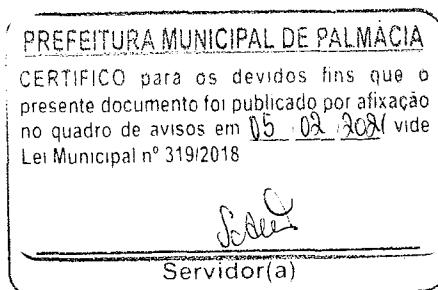 PREFEITURA MUNICIPAL DE PALMÁCIA
CERTIFICO para os devidos fins que o
presente documento foi publicado por afixação
no quadro de avisos em 05 02 2021 vide
Lei Municipal nº 319/2018
Servidor(a)